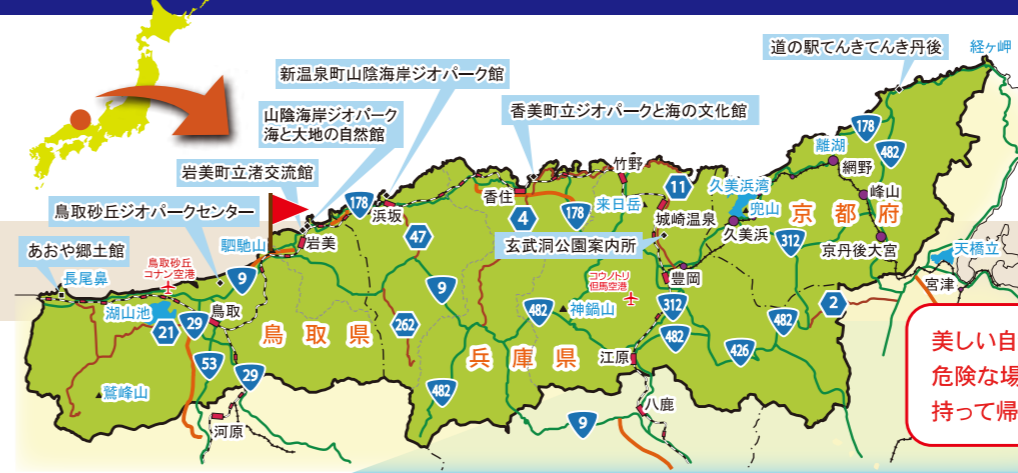 道の駅てんきてんき丹後
経ヶ岬
新温泉町山陰海岸ジオパーク館
山陰海岸ジオパーク
海と大地の自然館
香美町立ジオパークと海の文化館
岩美町立渚交流館
鳥取砂丘ジオパークセンター
あおや郷土館
長尾鼻
鳥取砂丘
コナン空港
駟馳山
9
岩美
178
浜坂
47
香住
4
178
竹野
来日岳
11
城崎温泉
久美浜湾
兜山
久美浜
玄武洞公園案内所
離湖
178
482
網野
峰山
京都府
312
京丹後大宮
天橋立
宮津
湖山池
21
29
鳥取
鳥取県
53
29
鷲峰山
河原
262
9
482
兵庫県
482
神鍋山
コウノトリ
但馬空港
豊岡
312
482
江原
426
482
2
八鹿
9
美しい自
危険な場
持って帰